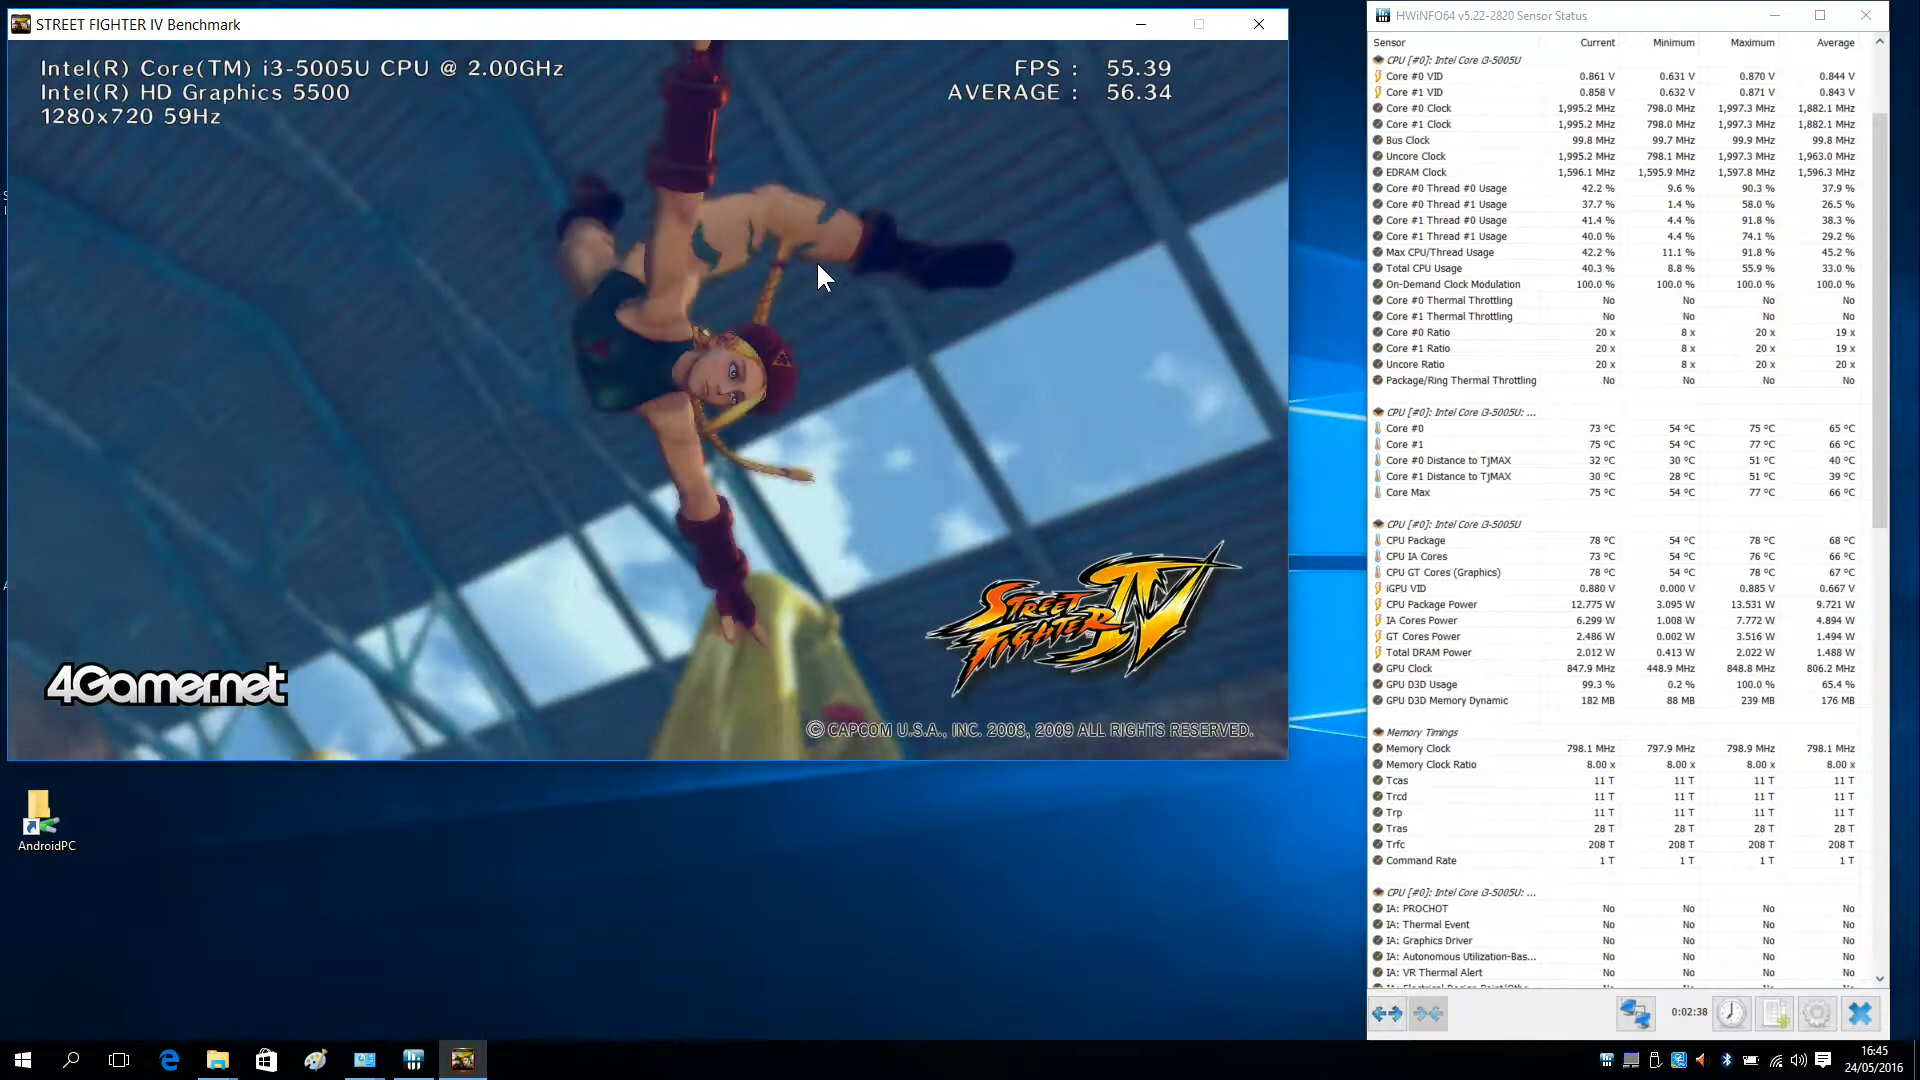 STREET FIGHTER IV Benchmark
Intel(R) Core(TM) i3-5005U CPU @ 2.00GHz
Intel(R) HD Graphics 5500
1280x720 59Hz
FPS : 55.39
AVERAGE : 56.34
STREET FIGHTER IV
4Gamer.net
© CAPCOM U.S.A., INC. 2008, 2009 ALL RIGHTS RESERVED.
AndroidPC
HWiNFO64 v5.22-2820 Sensor Status
Sensor Current Minimum Maximum Average
CPU [#0]: Intel Core i3-5005U
Core #0 VID 0.861 V 0.631 V 0.870 V 0.844 V
Core #1 VID 0.858 V 0.632 V 0.871 V 0.843 V
Core #0 Clock 1,995.2 MHz 798.0 MHz 1,997.3 MHz 1,882.1 MHz
Core #1 Clock 1,995.2 MHz 798.0 MHz 1,997.3 MHz 1,882.1 MHz
Bus Clock 99.8 MHz 99.7 MHz 99.9 MHz 99.8 MHz
Uncore Clock 1,995.2 MHz 798.1 MHz 1,997.3 MHz 1,963.0 MHz
EDRAM Clock 1,596.1 MHz 1,595.9 MHz 1,597.8 MHz 1,596.3 MHz
Core #0 Thread #0 Usage 42.2 % 9.6 % 90.3 % 37.9 %
Core #0 Thread #1 Usage 37.7 % 1.4 % 58.0 % 26.5 %
Core #1 Thread #0 Usage 41.4 % 4.4 % 91.8 % 38.3 %
Core #1 Thread #1 Usage 40.0 % 4.4 % 74.1 % 29.2 %
Max CPU/Thread Usage 42.2 % 11.1 % 91.8 % 45.2 %
Total CPU Usage 40.3 % 8.8 % 55.9 % 33.0 %
On-Demand Clock Modulation 100.0 % 100.0 % 100.0 % 100.0 %
Core #0 Thermal Throttling No No No No
Core #1 Thermal Throttling No No No No
Core #0 Ratio 20 x 8 x 20 x 19 x
Core #1 Ratio 20 x 8 x 20 x 19 x
Uncore Ratio 20 x 8 x 20 x 20 x
Package/Ring Thermal Throttling No No No No
CPU [#0]: Intel Core i3-5005U: ...
Core #0 73 °C 54 °C 75 °C 65 °C
Core #1 75 °C 54 °C 77 °C 66 °C
Core #0 Distance to TjMAX 32 °C 30 °C 51 °C 40 °C
Core #1 Distance to TjMAX 30 °C 28 °C 51 °C 39 °C
Core Max 75 °C 54 °C 77 °C 66 °C
CPU [#0]: Intel Core i3-5005U
CPU Package 78 °C 54 °C 78 °C 68 °C
CPU IA Cores 73 °C 54 °C 76 °C 66 °C
CPU GT Cores (Graphics) 78 °C 54 °C 78 °C 67 °C
iGPU VID 0.880 V 0.000 V 0.885 V 0.667 V
CPU Package Power 12.775 W 3.095 W 13.531 W 9.721 W
IA Cores Power 6.299 W 1.008 W 7.772 W 4.894 W
GT Cores Power 2.486 W 0.002 W 3.516 W 1.494 W
Total DRAM Power 2.012 W 0.413 W 2.022 W 1.488 W
GPU Clock 847.9 MHz 448.9 MHz 848.8 MHz 806.2 MHz
GPU D3D Usage 99.3 % 0.2 % 100.0 % 65.4 %
GPU D3D Memory Dynamic 182 MB 88 MB 239 MB 176 MB
Memory Timings
Memory Clock 798.1 MHz 797.9 MHz 798.9 MHz 798.1 MHz
Memory Clock Ratio 8.00 x 8.00 x 8.00 x 8.00 x
Tcas 11 T 11 T 11 T 11 T
Trcd 11 T 11 T 11 T 11 T
Trp 11 T 11 T 11 T 11 T
Tras 28 T 28 T 28 T 28 T
Trfc 208 T 208 T 208 T 208 T
Command Rate 1 T 1 T 1 T 1 T
CPU [#0]: Intel Core i3-5005U: ...
IA: PROCHOT No No No No
IA: Thermal Event No No No No
IA: Graphics Driver No No No No
IA: Autonomous Utilization-Bas... No No No No
IA: VR Thermal Alert No No No No
0:02:38
16:45
24/05/2016